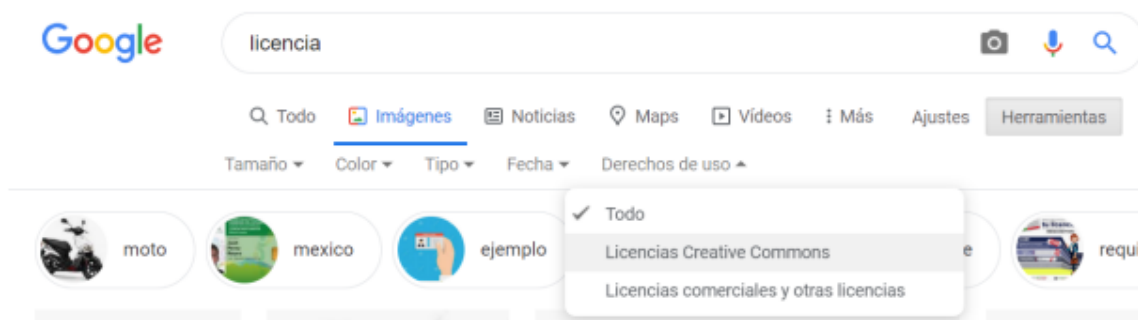 Google
licencia
Todo Imágenes Noticias Maps Vídeos Más Ajustes Herramientas
Tamaño Color Tipo Fecha Derechos de uso
Todo
Licencias Creative Commons
Licencias comerciales y otras licencias
moto mexico ejemplo e requi